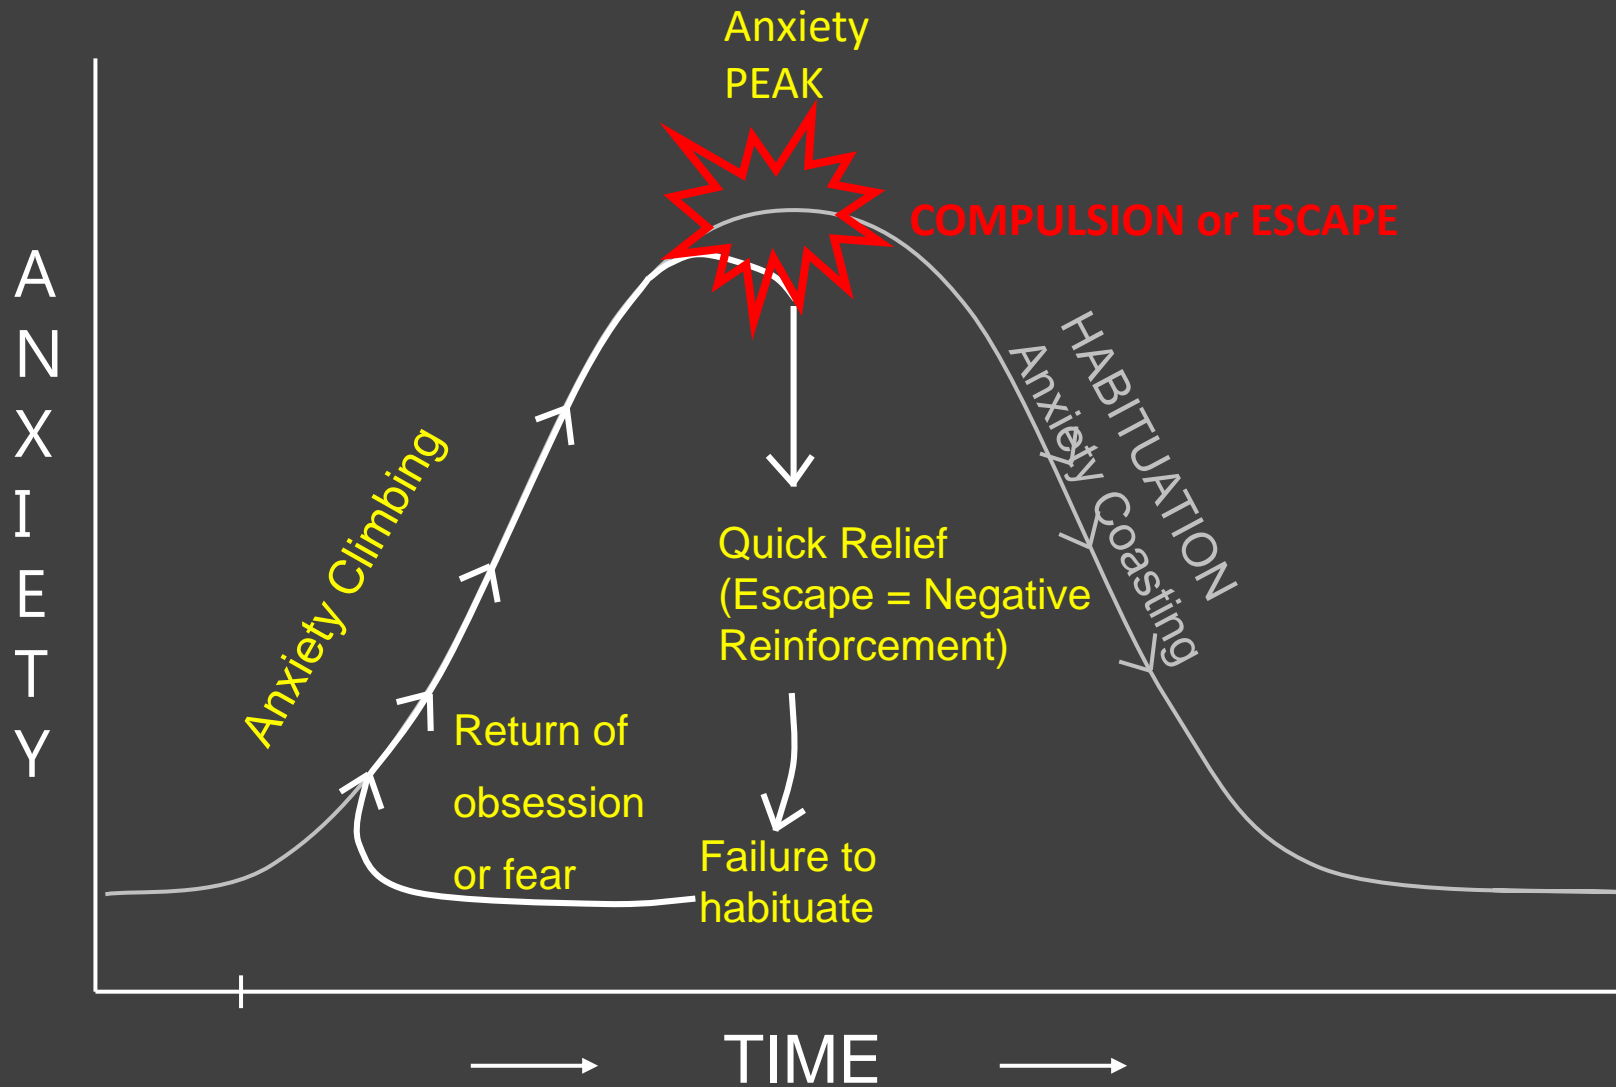 Anxiety
PEAK
COMPULSION or ESCAPE
ANXIETY
Anxiety Climbing
HABITUATION
Anxiety Coasting
Quick Relief
(Escape = Negative
Reinforcement)
Return of
obsession
or fear
Failure to
habituate
TIME